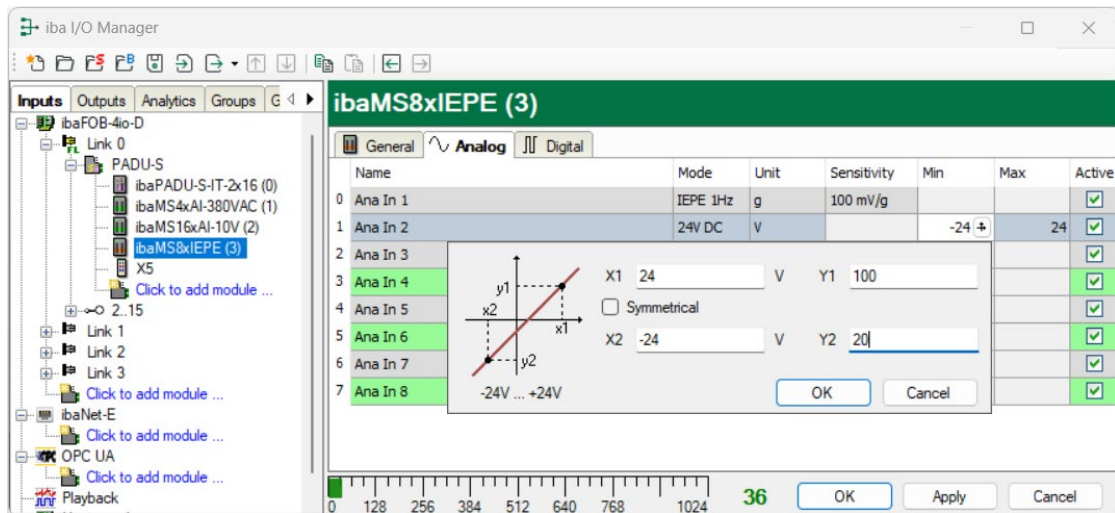 iba I/O Manager
Inputs Outputs Analytics Groups G
ibaFOB-4io-D
Link 0
PADU-S
ibaPADU-S-IT-2x16 (0)
ibaMS4xAI-380VAC (1)
ibaMS16xAI-10V (2)
ibaMS8xIEPE (3)
X5
Click to add module ...
2..15
Link 1
Link 2
Link 3
Click to add module ...
ibaNet-E
Click to add module ...
OPC UA
Click to add module ...
Playback
ibaMS8xIEPE (3)
General Analog Digital
Name Mode Unit Sensitivity Min Max Active
0 Ana In 1 IEPE 1Hz g 100 mV/g
1 Ana In 2 24V DC V -24 24
2 Ana In 3
3 Ana In 4
4 Ana In 5
5 Ana In 6
6 Ana In 7
7 Ana In 8
y1
x2
x1
y2
-24V ... +24V
X1 24 V Y1 100
Symmetrical
X2 -24 V Y2 20
OK Cancel
0 128 256 384 512 640 768 1024
36 OK Apply Cancel